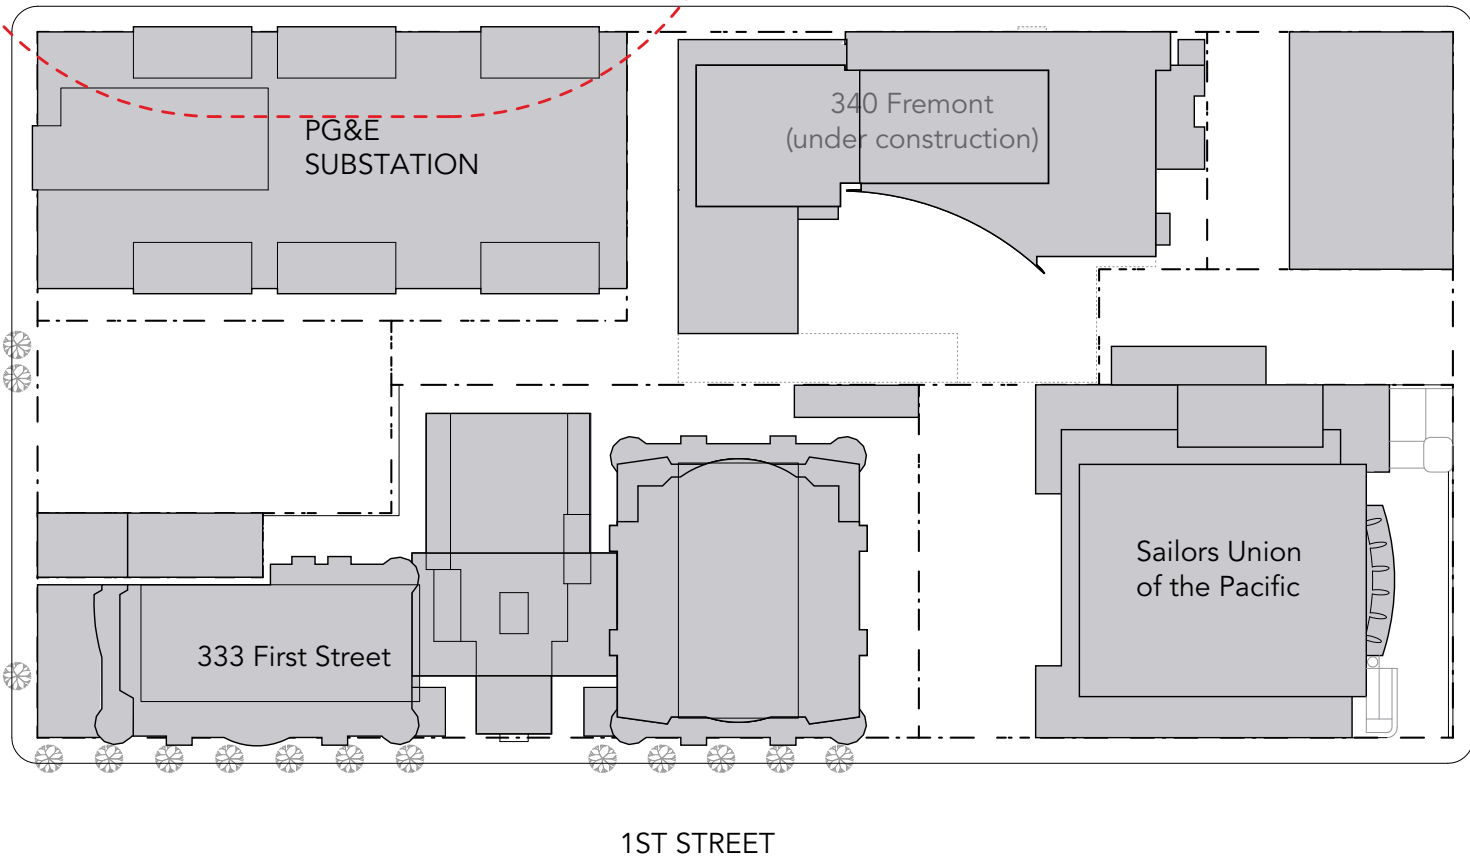 340 Fremont
(under construction)
PG&E
SUBSTATION
Sailors Union
of the Pacific
333 First Street
1ST STREET